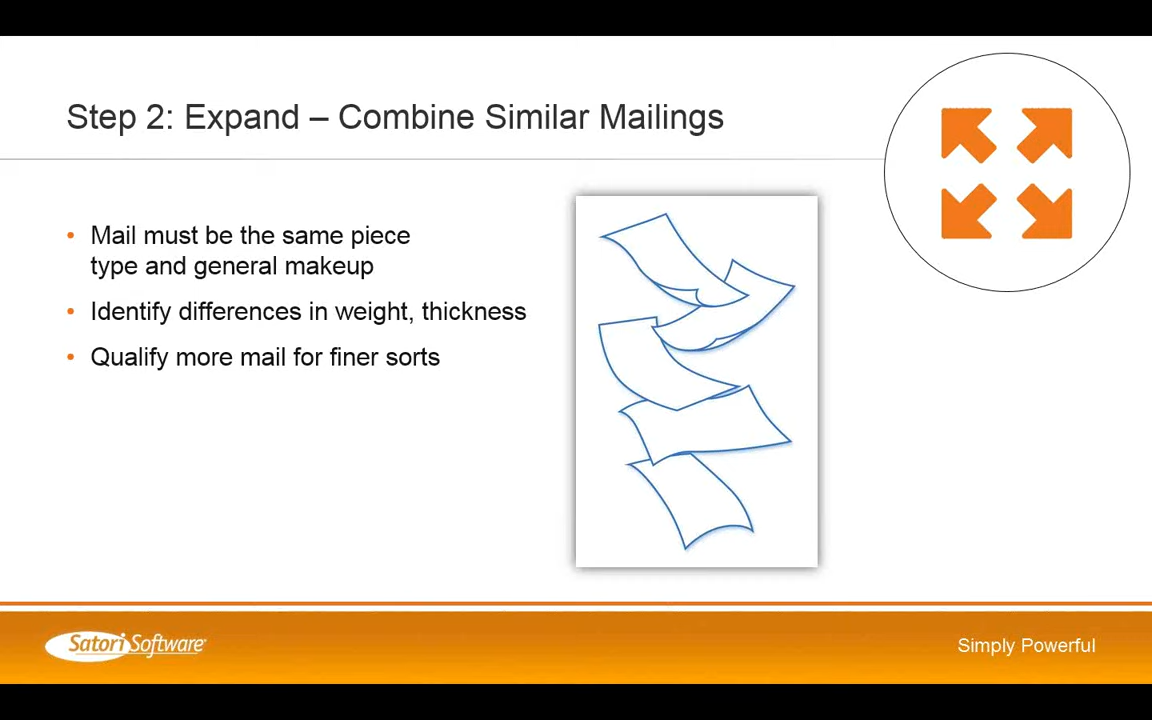 Step 2: Expand – Combine Similar Mailings
• Mail must be the same piece
type and general makeup
• Identify differences in weight, thickness
• Qualify more mail for finer sorts
Satori Software®
Simply Powerful